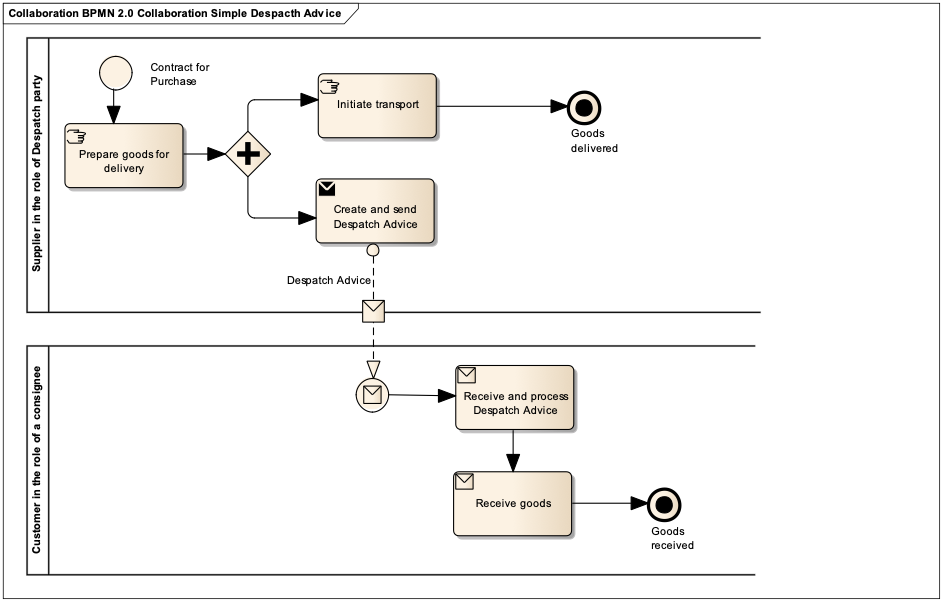 Collaboration BPMN 2.0 Collaboration Simple Despacth Advice
Supplier in the role of Despatch party
Contract for
Purchase
Prepare goods for
delivery
Initiate transport
Goods
delivered
Create and send
Despatch Advice
Despatch Advice
Customer in the role of a consignee
Receive and process
Despatch Advice
Receive goods
Goods
received